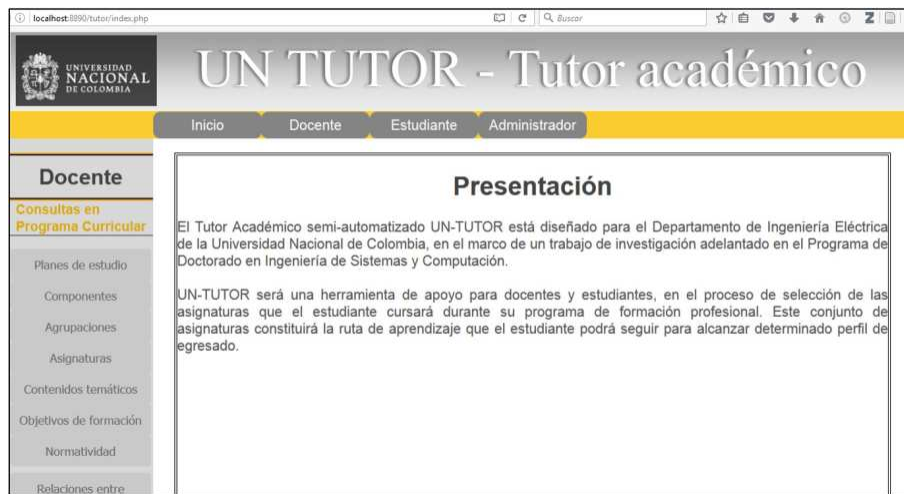 localhost:8890/tutor/index.php
Buscar
UNIVERSIDAD
NACIONAL
DE COLOMBIA
UN TUTOR - Tutor académico
Inicio
Docente
Estudiante
Administrador
Docente
Consultas en
Programa Curricular
Planes de estudio
Componentes
Agrupaciones
Asignaturas
Contenidos temáticos
Objetivos de formación
Normatividad
Relaciones entre
Presentación
El Tutor Académico semi-automatizado UN-TUTOR está diseñado para el Departamento de Ingeniería Eléctrica
de la Universidad Nacional de Colombia, en el marco de un trabajo de investigación adelantado en el Programa de
Doctorado en Ingeniería de Sistemas y Computación.
UN-TUTOR será una herramienta de apoyo para docentes y estudiantes, en el proceso de selección de las
asignaturas que el estudiante cursará durante su programa de formación profesional. Este conjunto de
asignaturas constituirá la ruta de aprendizaje que el estudiante podrá seguir para alcanzar determinado perfil de
egresado.